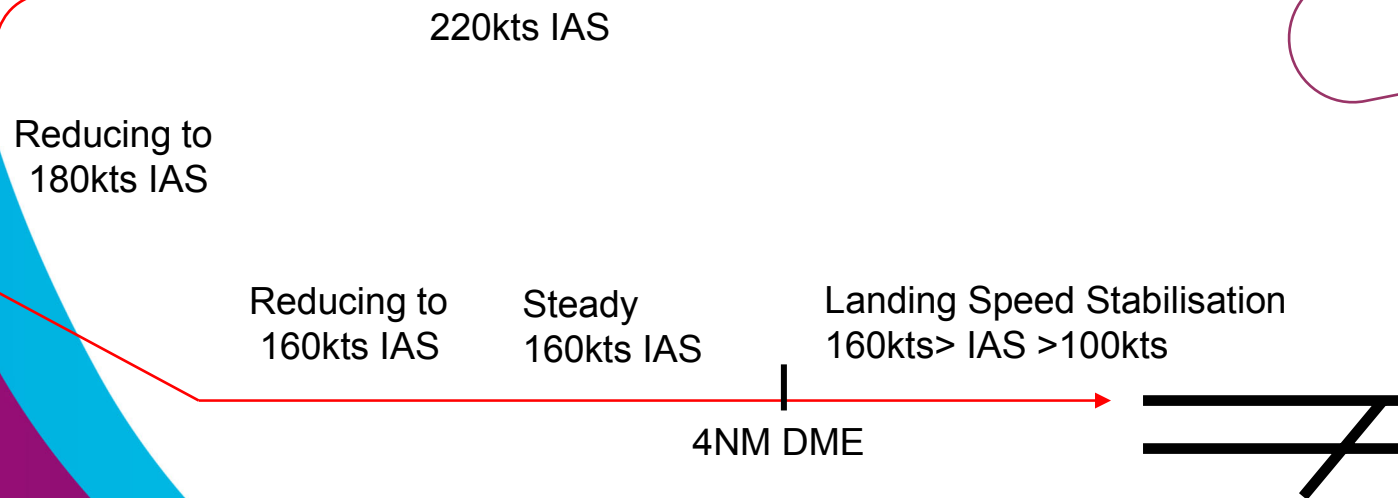 220kts IAS
Reducing to
180kts IAS
Reducing to
160kts IAS
Steady
160kts IAS
Landing Speed Stabilisation
160kts> IAS >100kts
4NM DME